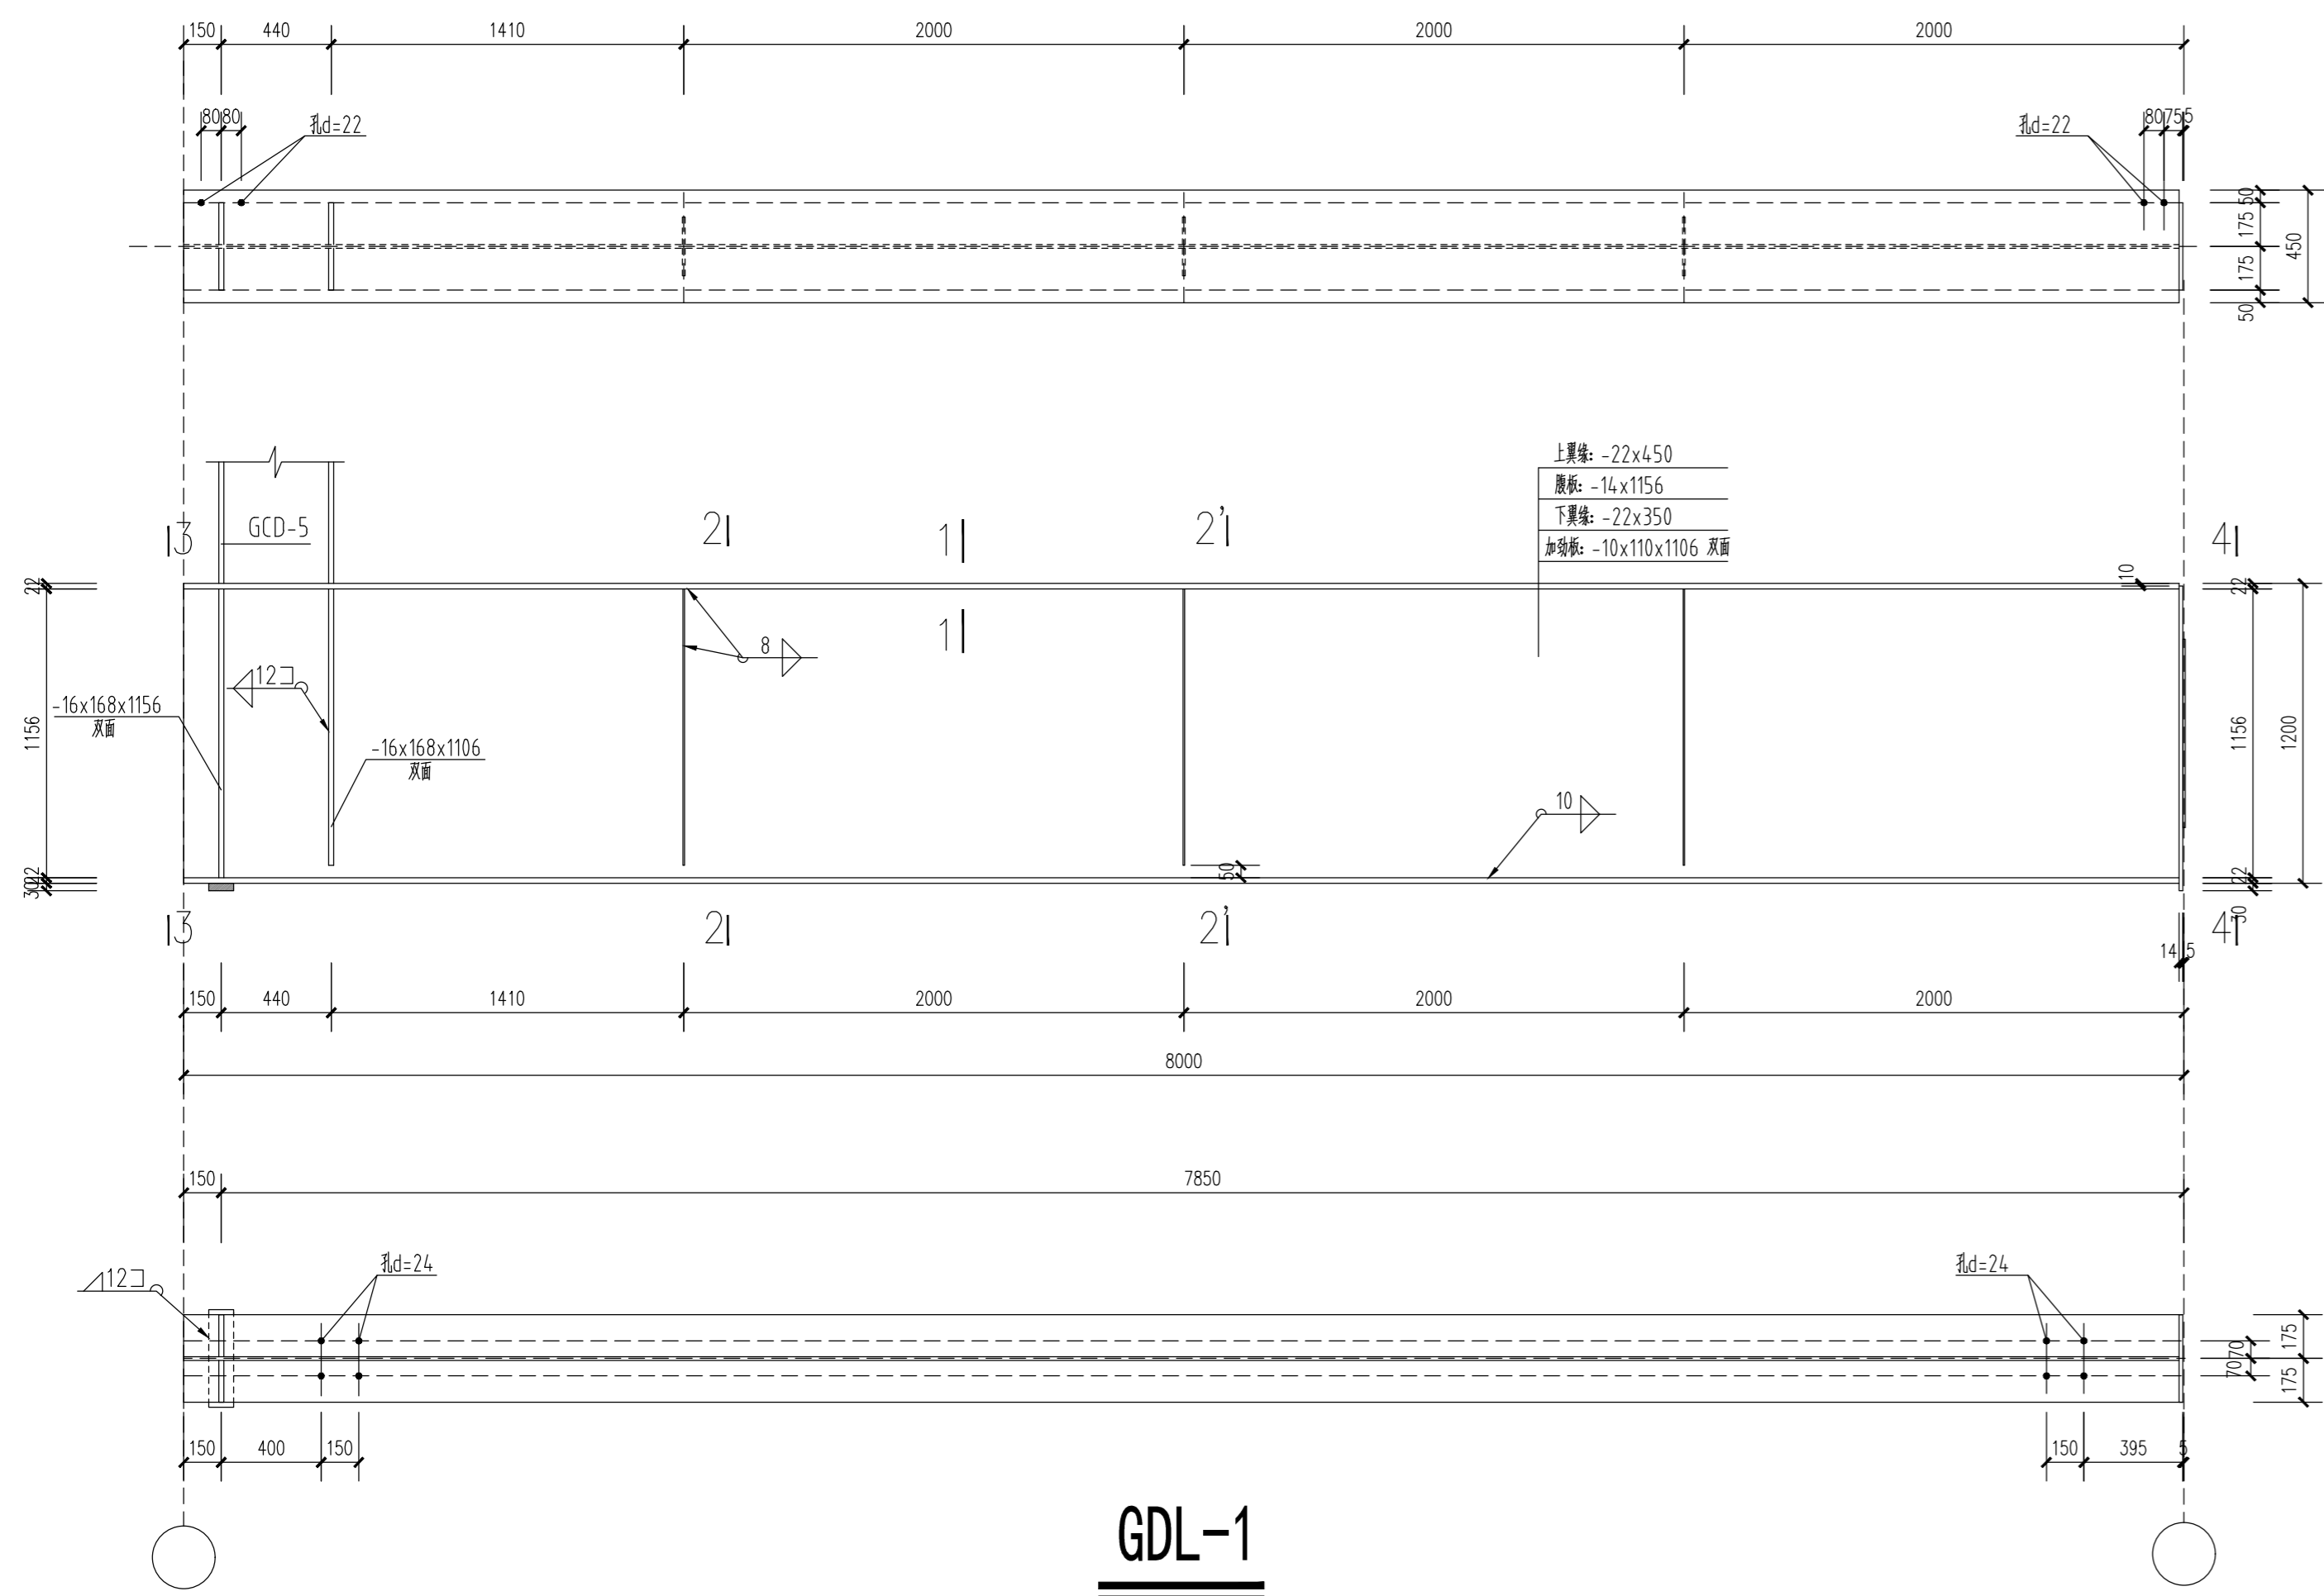 150 440 1410 2000 2000 2000
80 80 孔d=22 孔d=22 80 75 5
50 175 175 50 450
上翼缘: -22x450
腹板: -14x1156
下翼缘: -22x350
加劲板: -10x110x1106 双面
3 GCD-5 2 1 2' 4
22 10 22
1
8
12
-16x168x1156
双面
-16x168x1106
双面
1156 1156 1200
10
22 30 50 22 30
3 2 2' 4
14 5
150 440 1410 2000 2000 2000
8000
150 7850
12 孔d=24 孔d=24
70 70 175 175
150 400 150 150 395 5
GDL-1